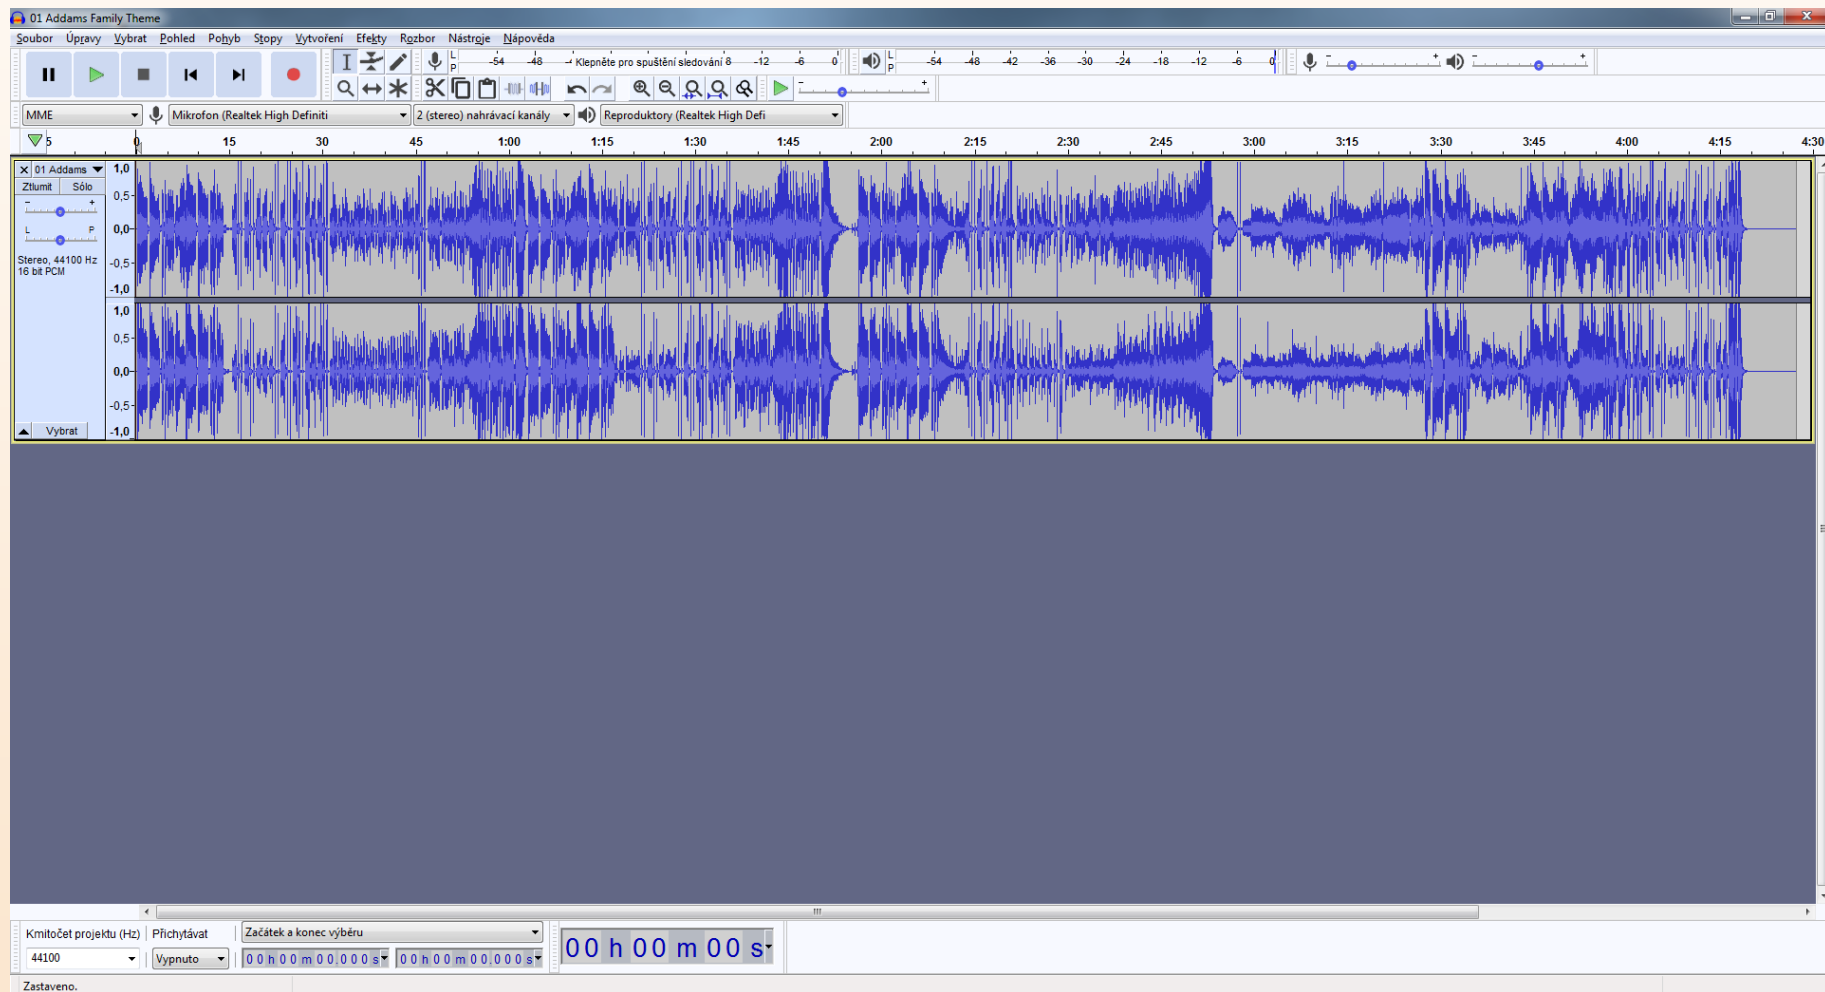 01 Addams Family Theme
Soubor Úpravy Vybrat Pohled Pohyb Stopy Vytvoření Efekty Rozbor Nástroje Nápověda
L -54 -48 Klepněte pro spuštění sledování 8 -12 -6 0 L -54 -48 -42 -36 -30 -24 -18 -12 -6 0 - + - +
P P
- +
MME Mikrofon (Realtek High Definiti 2 (stereo) nahrávací kanály Reproduktory (Realtek High Defi
5 0 15 30 45 1:00 1:15 1:30 1:45 2:00 2:15 2:30 2:45 3:00 3:15 3:30 3:45 4:00 4:15 4:30
01 Addams 1,0
Ztlumit Sólo 0,5
- +
L P 0,0
Stereo, 44100 Hz -0,5
16 bit PCM
-1,0
1,0
0,5
0,0
-0,5
Vybrat -1,0
Kmitočet projektu (Hz) Přichytávat Začátek a konec výběru
00 h 00 m 00 s
44100 Vypnuto 00 h 00 m 00.000 s 00 h 00 m 00.000 s
Zastaveno.